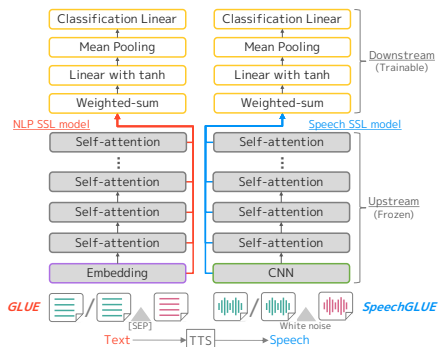 Classification Linear
Classification Linear
Mean Pooling
Mean Pooling
Downstream
(Trainable)
Linear with tanh
Linear with tanh
Weighted-sum
Weighted-sum
NLP SSL model
Speech SSL model
Self-attention
Self-attention
Self-attention
Self-attention
Upstream
(Frozen)
Self-attention
Self-attention
Self-attention
Self-attention
Embedding
CNN
GLUE
/
/
SpeechGLUE
[SEP]
White noise
Text
TTS
Speech